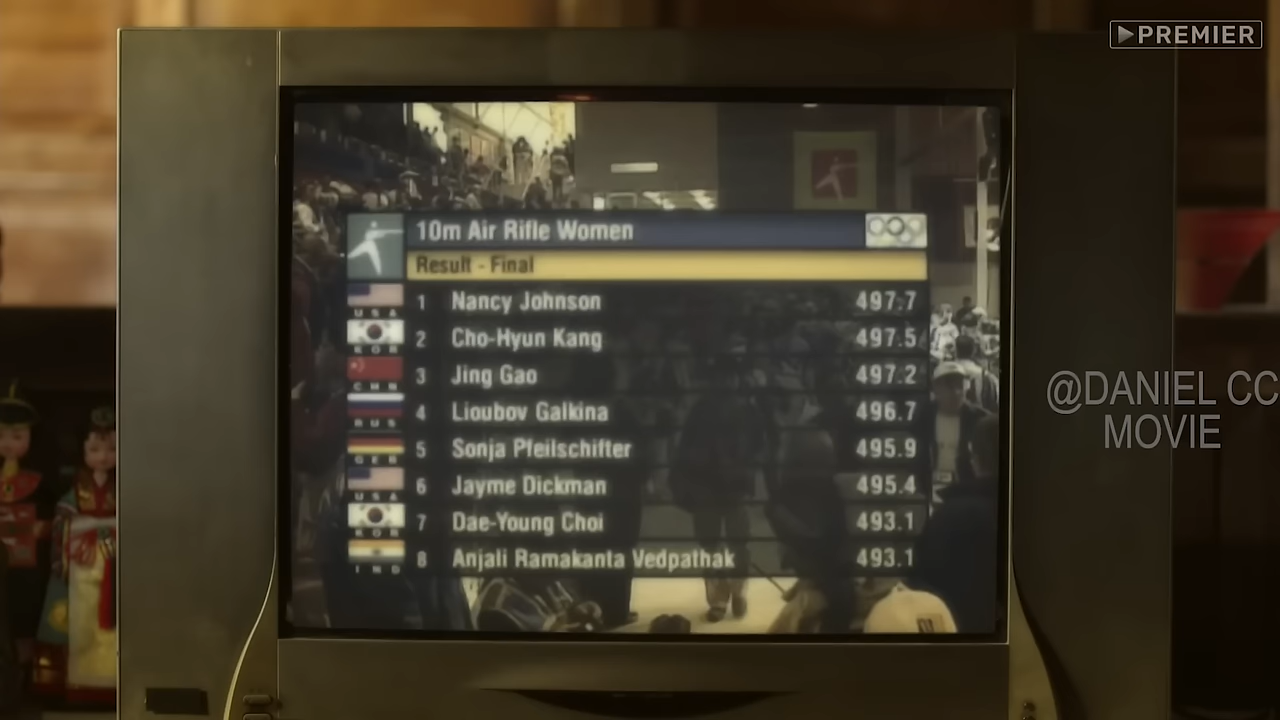 PREMIER
10m Air Rifle Women
Result - Final
USA 1 Nancy Johnson 497.7
KOR 2 Cho-Hyun Kang 497.5
CHN 3 Jing Gao 497.2
RUS 4 Lioubov Galkina 496.7
GER 5 Sonja Pfeilschifter 495.9
USA 6 Jayme Dickman 495.4
KOR 7 Dae-Young Choi 493.1
IND 8 Anjali Ramakanta Vedpathak 493.1
@DANIEL CC
MOVIE